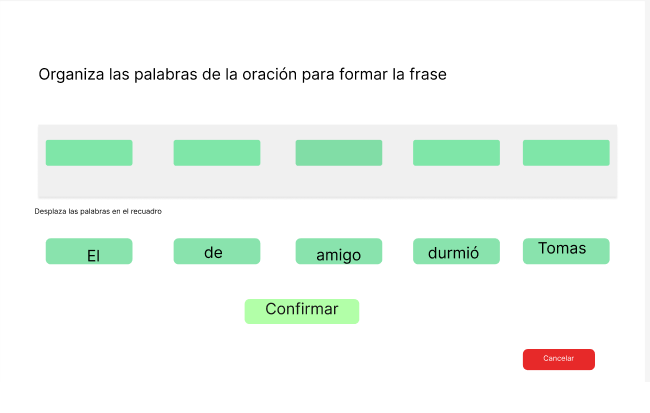 Organiza las palabras de la oración para formar la frase
Desplaza las palabras en el recuadro
El de amigo durmió Tomas
Confirmar
Cancelar